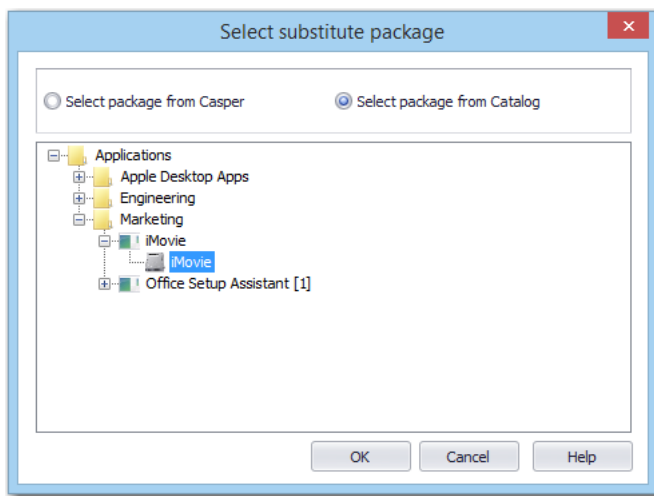 Select substitute package
Select package from Casper Select package from Catalog
Applications
Apple Desktop Apps
Engineering
Marketing
iMovie
iMovie
Office Setup Assistant [1]
OK Cancel Help